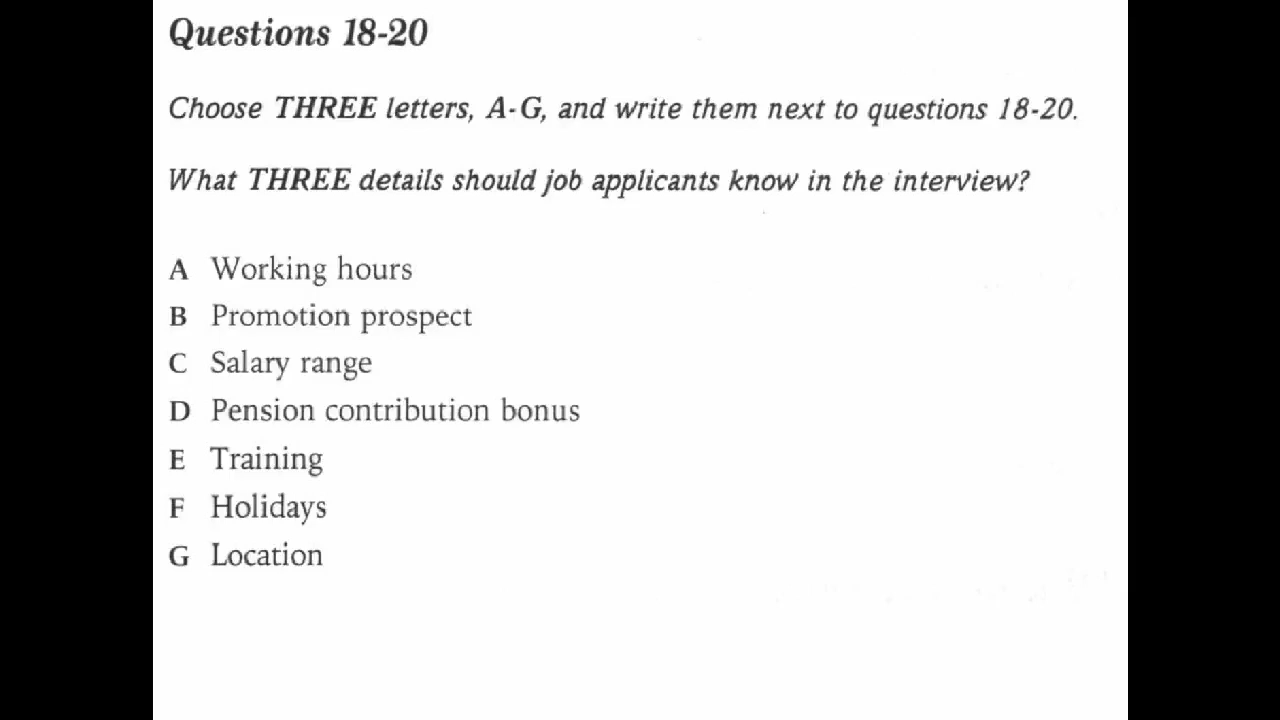 Questions 18-20
Choose THREE letters, A-G, and write them next to questions 18-20.
What THREE details should job applicants know in the interview?
A Working hours
B Promotion prospect
C Salary range
D Pension contribution bonus
E Training
F Holidays
G Location